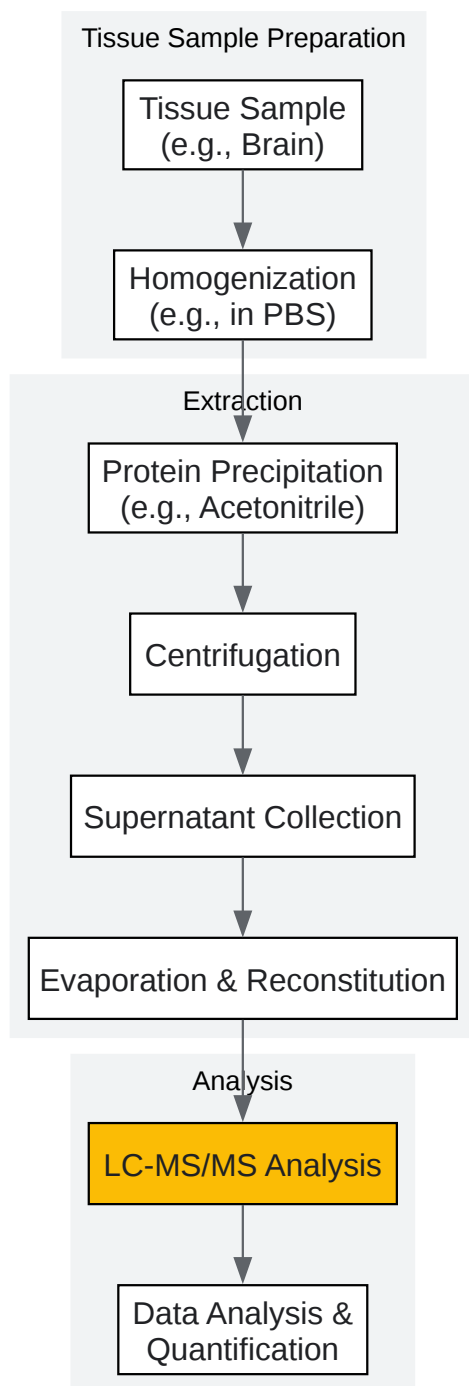 Tissue Sample Preparation
Tissue Sample
(e.g., Brain)
Homogenization
(e.g., in PBS)
Extraction
Protein Precipitation
(e.g., Acetonitrile)
Centrifugation
Supernatant Collection
Evaporation & Reconstitution
Analysis
LC-MS/MS Analysis
Data Analysis &
Quantification